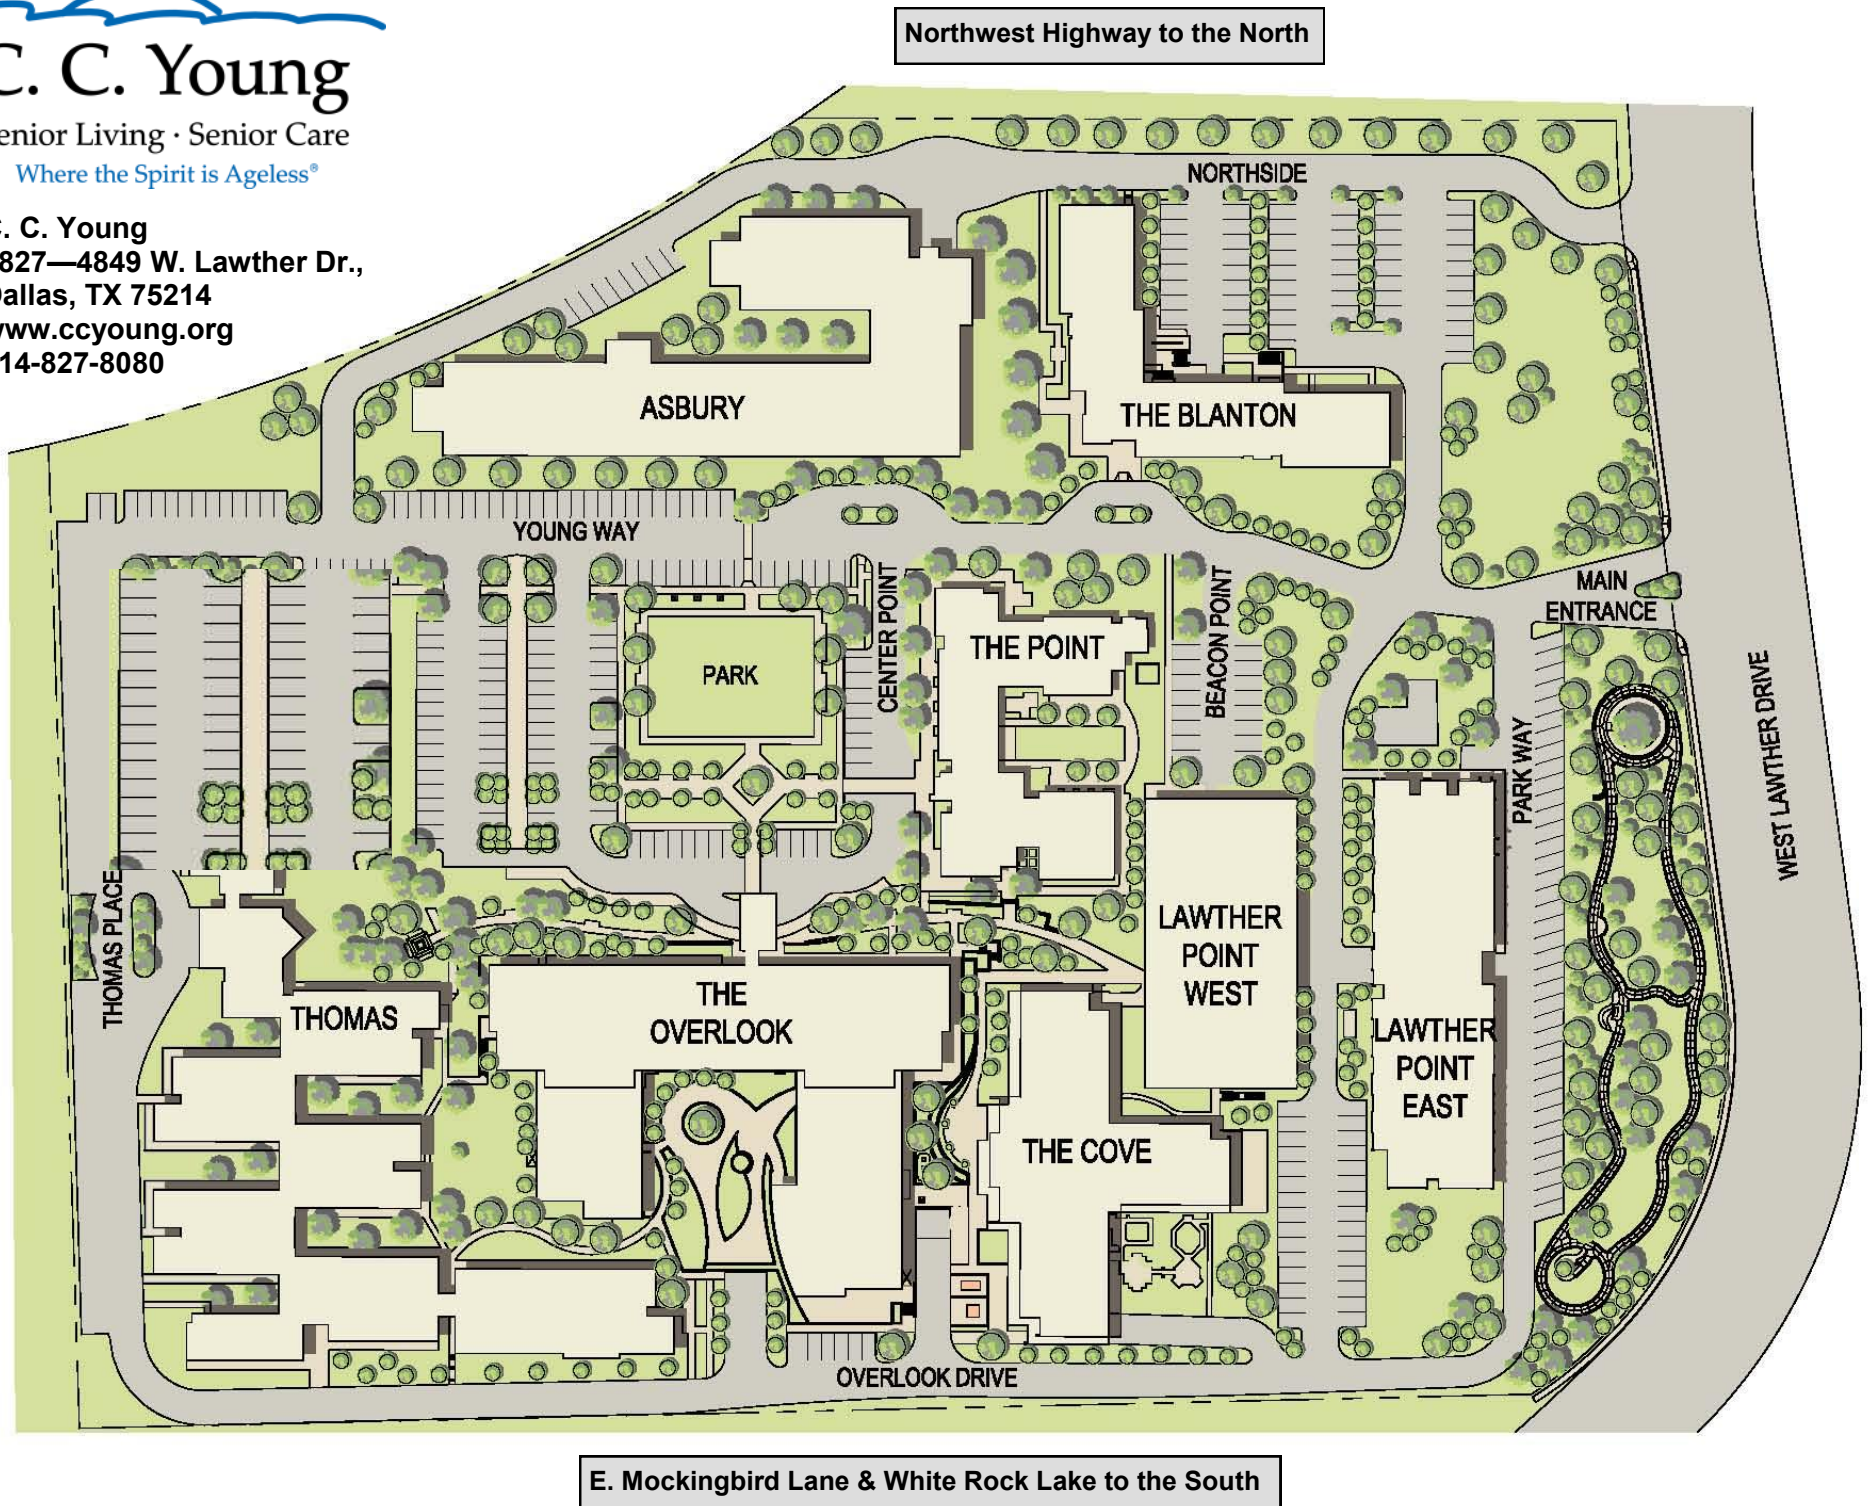 Northwest Highway to the North
C. C. Young
enior Living · Senior Care
Where the Spirit is Ageless®
C. C. Young
827—4849 W. Lawther Dr.,
Dallas, TX 75214
www.ccyoung.org
14-827-8080
NORTHSIDE
ASBURY
THE BLANTON
YOUNG WAY
MAIN
ENTRANCE
CENTER POINT
THE POINT
BEACON POINT
PARK
PARK WAY
WEST LAWTHER DRIVE
THOMAS PLACE
THOMAS
THE
OVERLOOK
LAWTHER
POINT
WEST
LAWTHER
POINT
EAST
THE COVE
OVERLOOK DRIVE
E. Mockingbird Lane & White Rock Lake to the South